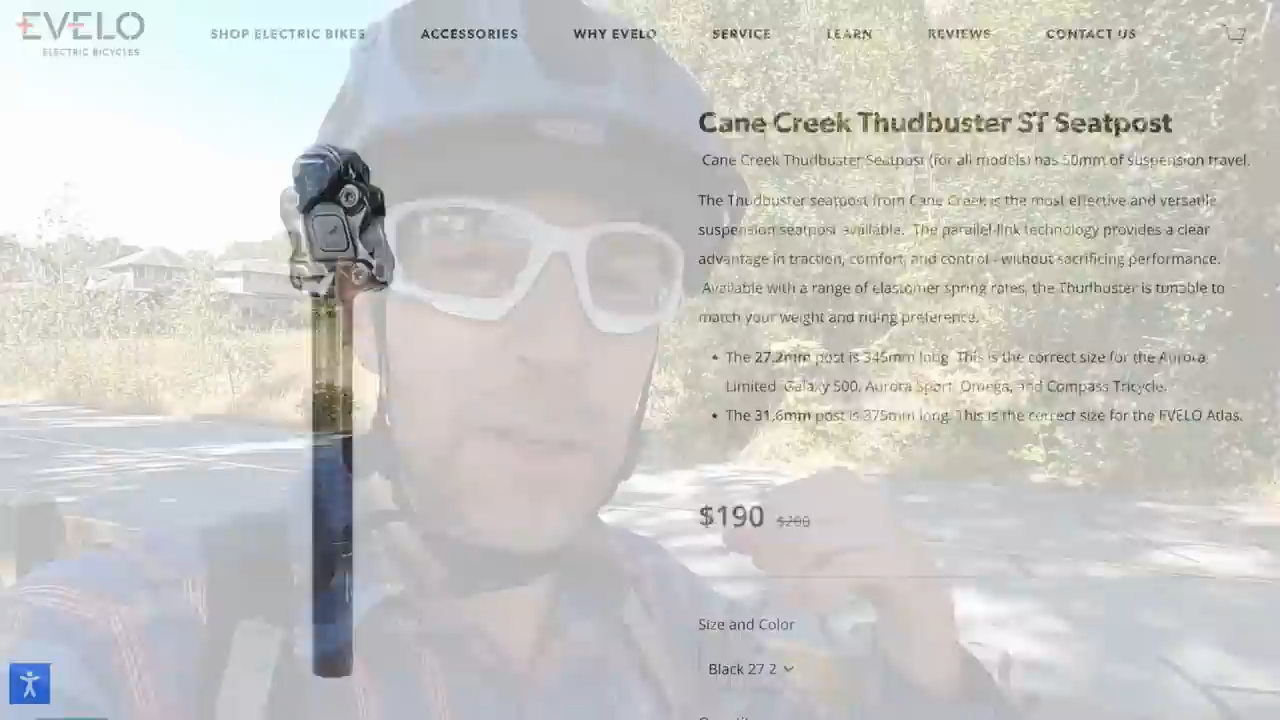 EVELO
ELECTRIC BICYCLES
SHOP ELECTRIC BIKES ACCESSORIES WHY EVELO SERVICE LEARN REVIEWS CONTACT US
Cane Creek Thudbuster ST Seatpost
Cane Creek Thudbuster Seatpost (for all models) has 50mm of suspension travel.
The Thudbuster seatpost from Cane Creek is the most effective and versatile
suspension seatpost available. The parallel-link technology provides a clear
advantage in traction, comfort, and control - without sacrificing performance.
Available with a range of elastomer spring rates, the Thudbuster is tunable to
match your weight and riding preference.
• The 27.2mm post is 345mm long. This is the correct size for the Aurora
Limited, Galaxy 500, Aurora Sport, Omega, and Compass Tricycle.
• The 31.6mm post is 375mm long. This is the correct size for the EVELO Atlas.
$190 $200
Size and Color
Black 27.2